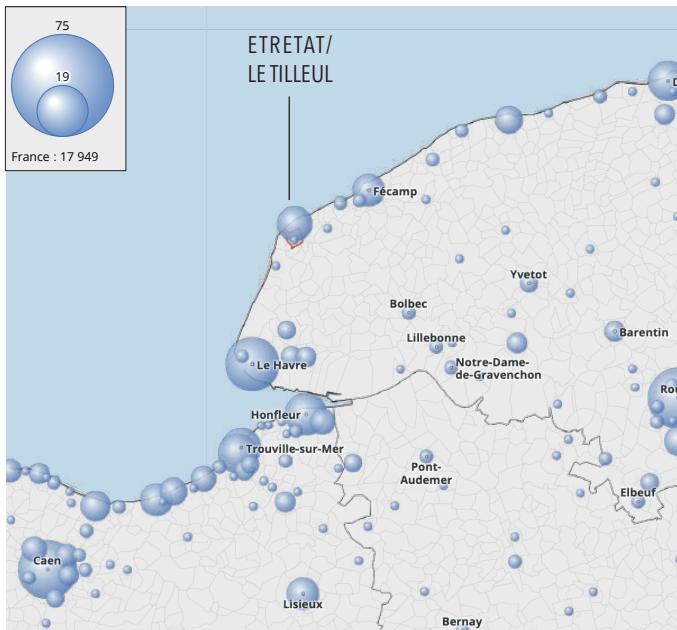 75
19
France : 17 949
ETRETAT/
LE TILLEUL
D
Fécamp
Yvetot
Bolbec
Barentin
Lillebonne
Notre-Dame-
de-Gravenchon
Le Havre
Rou
Honfleur
Trouville-sur-Mer
Pont-
Audemer
Elbeuf
Caen
Lisieux
Bernay